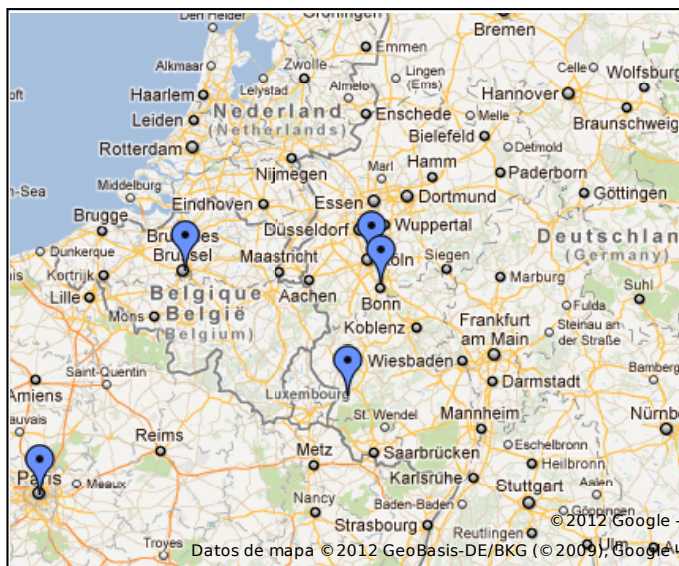 Den Helder
Groningen
Bremen
Emmen
Alkmaar
Zwolle
Lingen
(Ems)
Celle
Wolfsburg
Lelystad
Almelo
Haarlem
Hannover
Nederland
(Netherlands)
Enschede
Melle
Braunschweig
Leiden
Bielefeld
Rotterdam
Detmold
Nijmegen
Marl
Hamm
Paderborn
Middelburg
Essen
Dortmund
Göttingen
Eindhoven
Brugge
Düsseldorf
Wuppertal
Brussel
Deutschlan
(Germany)
Dunkerque
Maastricht
Köln
Siegen
Kortrijk
Marburg
Aachen
Bonn
Lille
Belgique
België
(Belgium)
Suhl
Fulda
Mons
Koblenz
Steinau an
der Straße
Frankfurt
am Main
Wiesbaden
Saint-Quentin
Bamberg
Amiens
Luxembourg
Darmstadt
St. Wendel
Mannheim
Nürnb
Reims
Eschelbronn
Metz
Saarbrücken
Heilbronn
Paris
Meaux
Karlsruhe
Aalen
Nancy
Baden-Baden
Stuttgart
Göppingen
Strasbourg
©2012 Google -
Reutlingen
Ulm
Troyes
Datos de mapa ©2012 GeoBasis-DE/BKG (©2009), Google